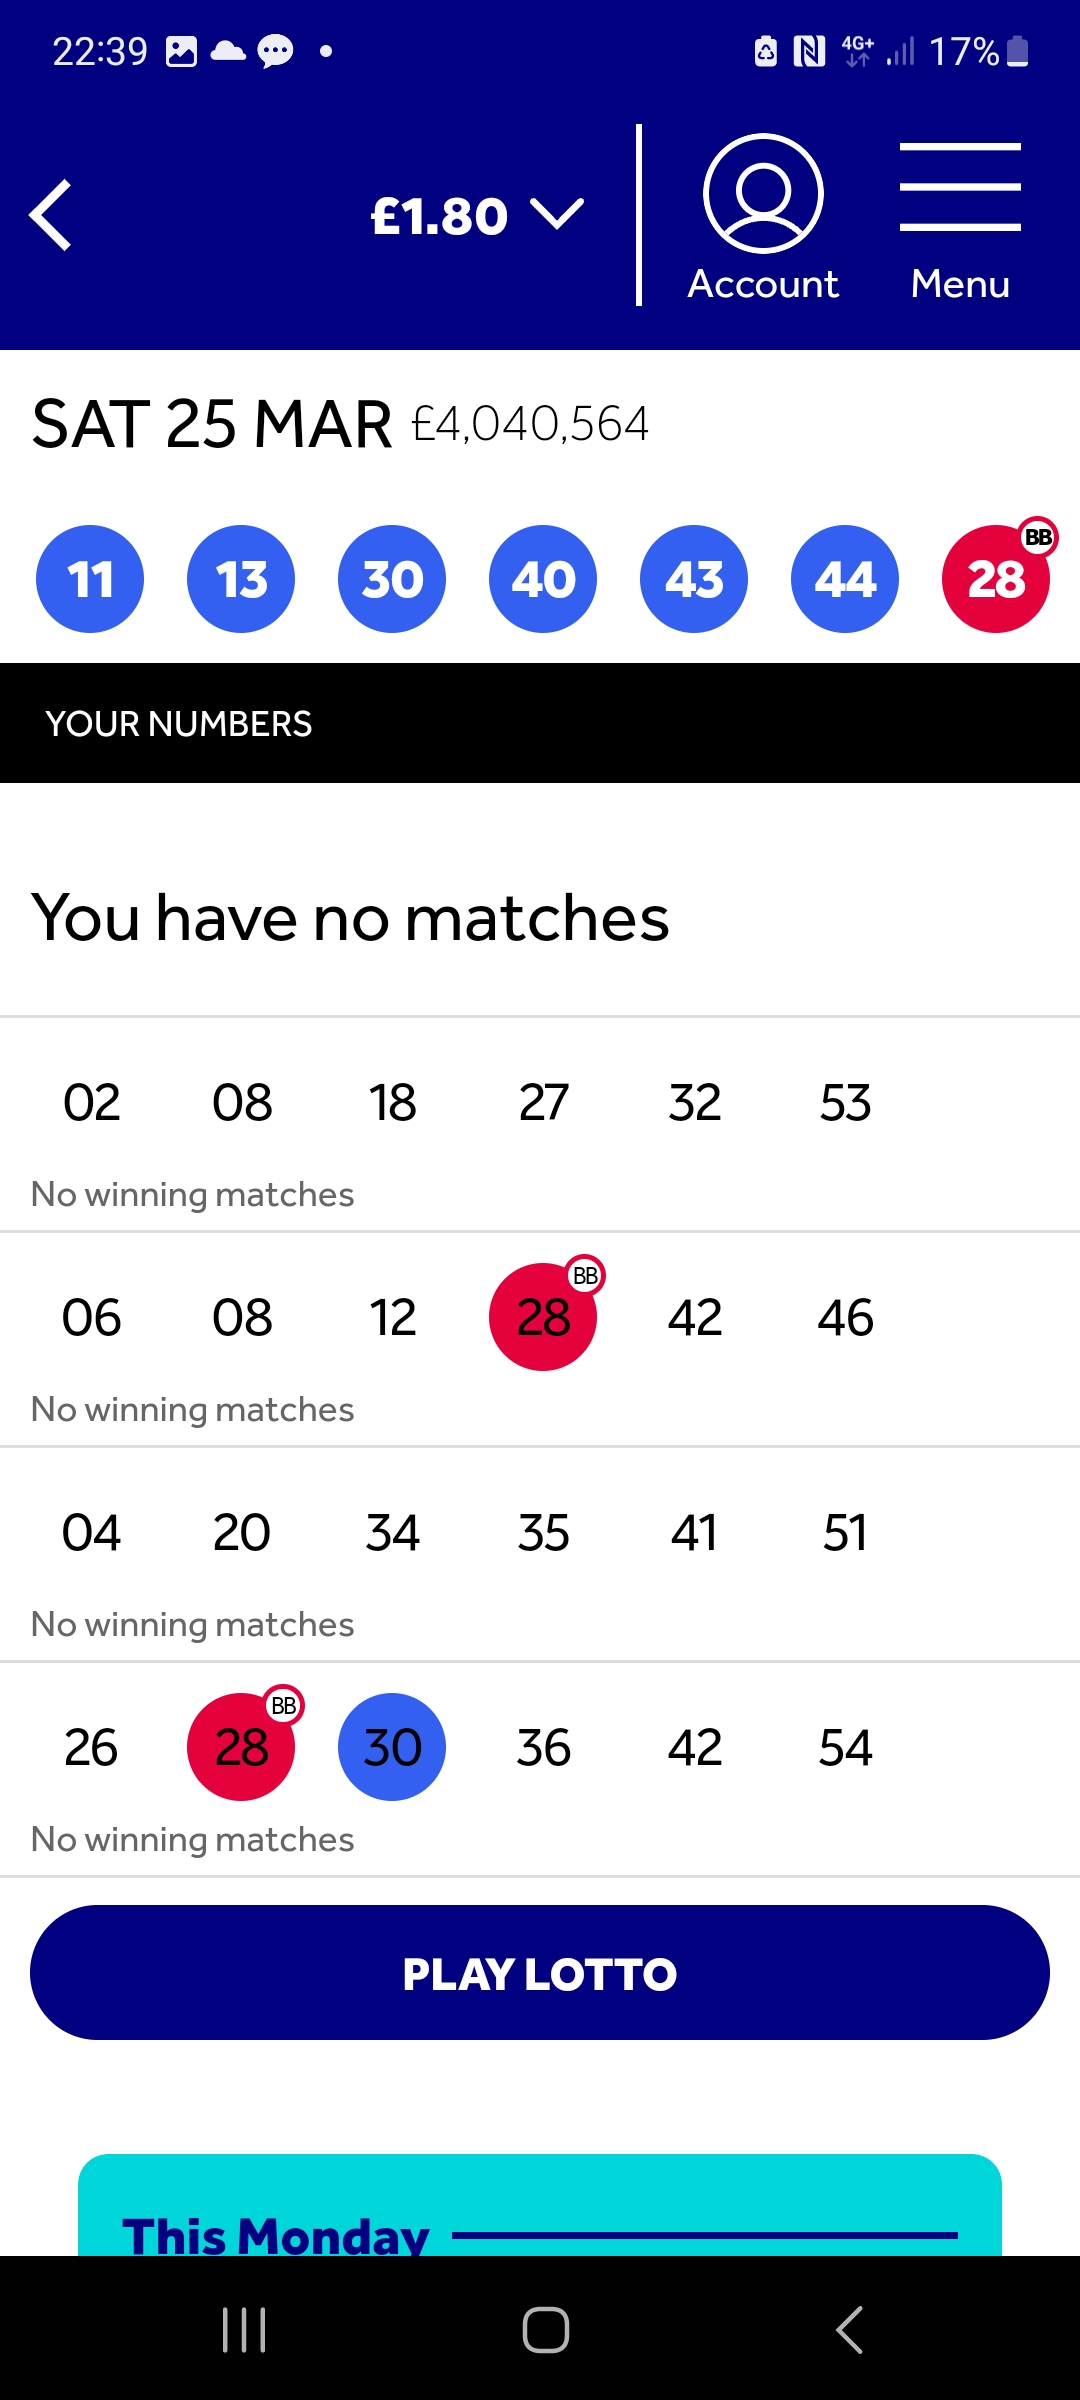 22:39 4G+ 17%
£1.80
Account Menu
SAT 25 MAR £4,040,564
BB
11 13 30 40 43 44 28
YOUR NUMBERS
You have no matches
02 08 18 27 32 53
No winning matches
BB
06 08 12 28 42 46
No winning matches
04 20 34 35 41 51
No winning matches
BB
26 28 30 36 42 54
No winning matches
PLAY LOTTO
This Monday